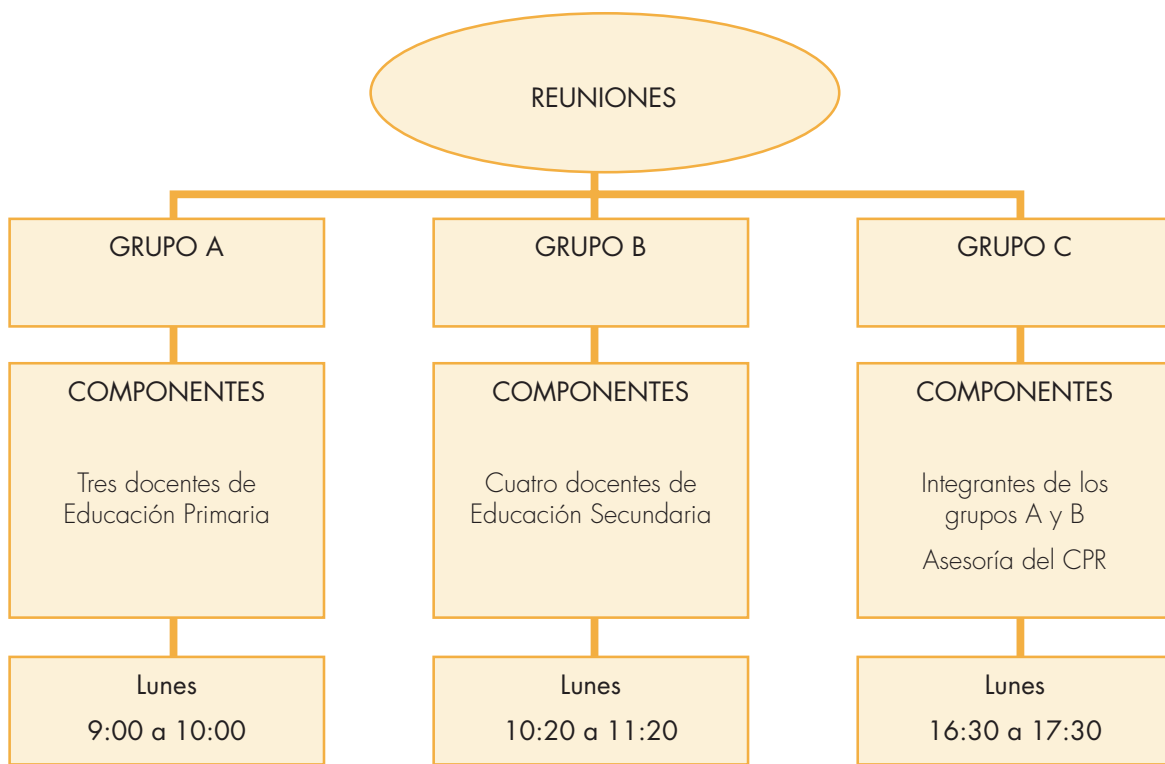 REUNIONES
GRUPO A
COMPONENTES
Tres docentes de
Educación Primaria
Lunes
9:00 a 10:00
GRUPO B
COMPONENTES
Cuatro docentes de
Educación Secundaria
Lunes
10:20 a 11:20
GRUPO C
COMPONENTES
Integrantes de los
grupos A y B
Asesoría del CPR
Lunes
16:30 a 17:30